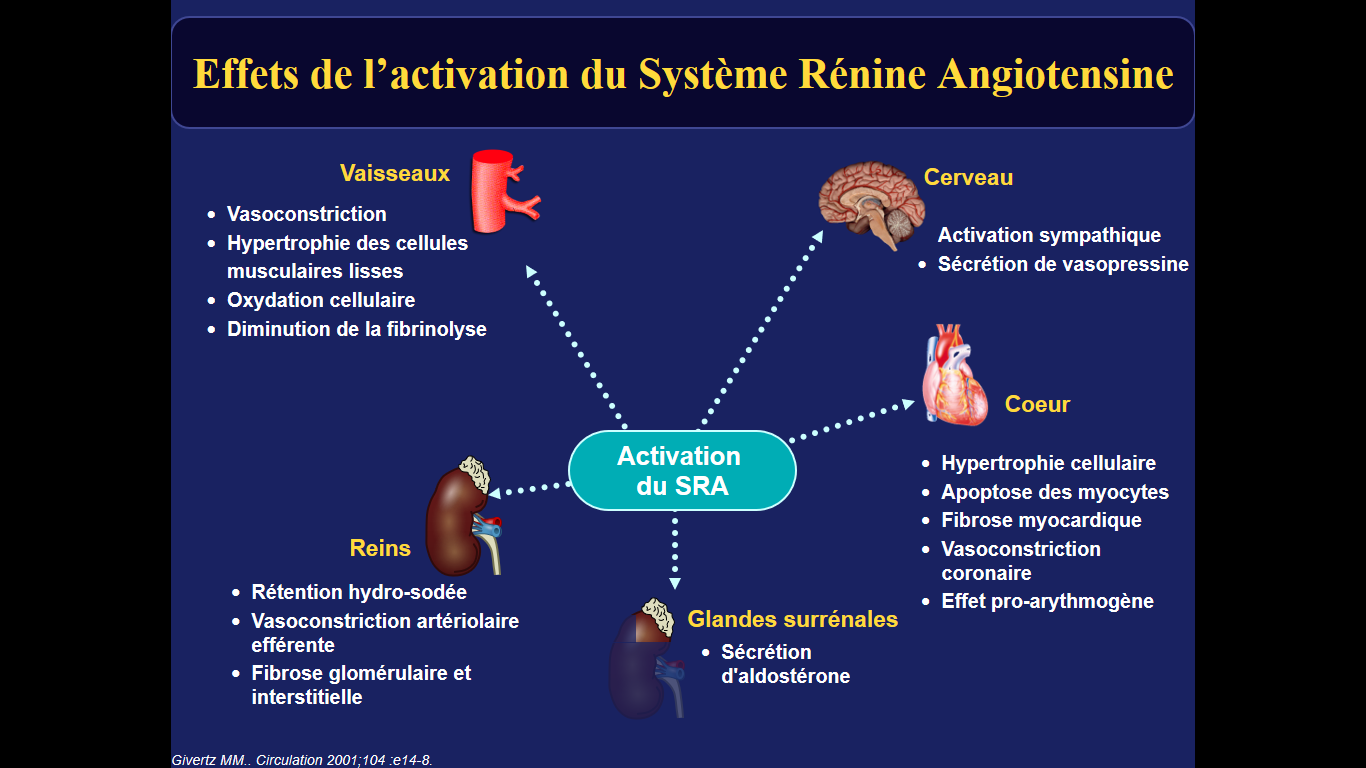 Effets de l’activation du Système Rénine Angiotensine
Vaisseaux
• Vasoconstriction
• Hypertrophie des cellules
musculaires lisses
• Oxydation cellulaire
• Diminution de la fibrinolyse
Cerveau
Activation sympathique
• Sécrétion de vasopressine
Coeur
• Hypertrophie cellulaire
• Apoptose des myocytes
• Fibrose myocardique
• Vasoconstriction
coronaire
• Effet pro-arythmogène
Activation
du SRA
Reins
• Rétention hydro-sodée
• Vasoconstriction artériolaire
efférente
• Fibrose glomérulaire et
interstitielle
Glandes surrénales
• Sécrétion
d'aldostérone
Givertz MM.. Circulation 2001;104 :e14-8.